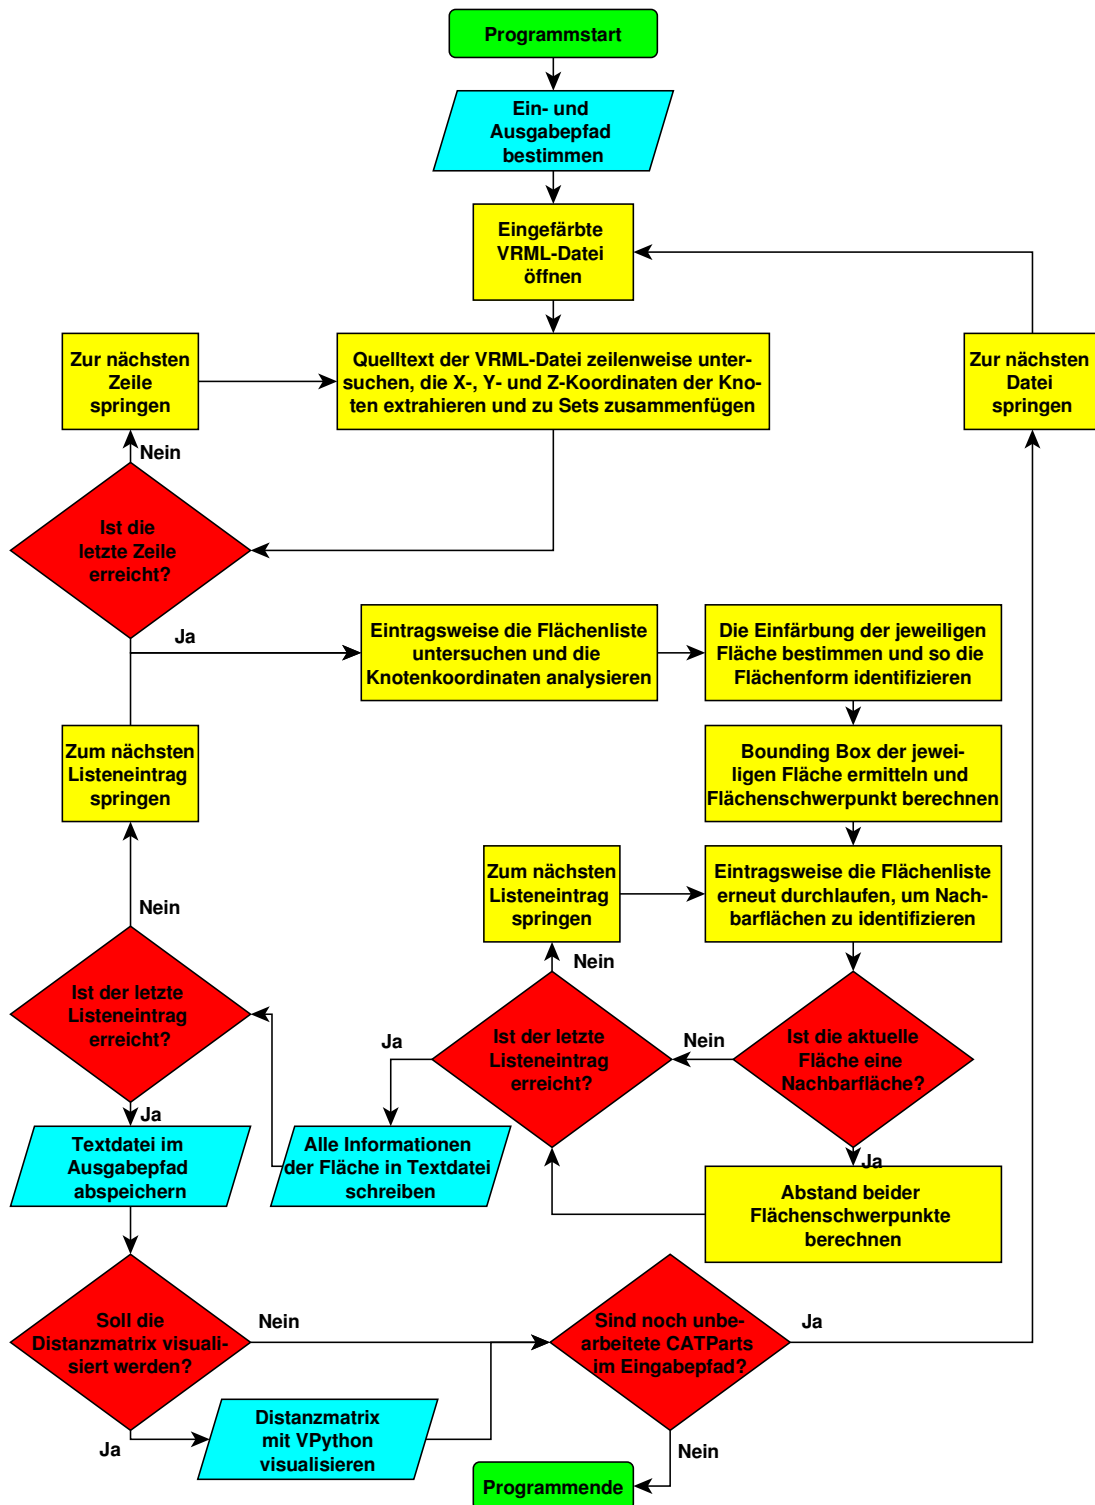 Programmstart
Ein- und
Ausgabepfad
bestimmen
Eingefärbte
VRML-Datei
öffnen
Zur nächsten
Zeile
springen
Quelltext der VRML-Datei zeilenweise unter-
suchen, die X-, Y- und Z-Koordinaten der Kno-
ten extrahieren und zu Sets zusammenfügen
Zur nächsten
Datei
springen
Nein
Ist die
letzte Zeile
erreicht?
Ja
Eintragsweise die Flächenliste
untersuchen und die
Knotenkoordinaten analysieren
Die Einfärbung der jeweiligen
Fläche bestimmen und so die
Flächenform identifizieren
Zum nächsten
Listeneintrag
springen
Bounding Box der jewei-
ligen Fläche ermitteln und
Flächenschwerpunkt berechnen
Zum nächsten
Listeneintrag
springen
Eintragsweise die Flächenliste
erneut durchlaufen, um Nach-
barflächen zu identifizieren
Nein
Nein
Ist der letzte
Listeneintrag
erreicht?
Ja
Ist der letzte
Listeneintrag
erreicht?
Nein
Ist die aktuelle
Fläche eine
Nachbarfläche?
Ja
Textdatei im
Ausgabepfad
abspeichern
Alle Informationen
der Fläche in Textdatei
schreiben
Ja
Abstand beider
Flächenschwerpunkte
berechnen
Soll die
Distanzmatrix visuali-
siert werden?
Nein
Sind noch unbe-
arbeitete CATParts
im Eingabepfad?
Ja
Ja
Distanzmatrix
mit VPython
visualisieren
Nein
Programmende